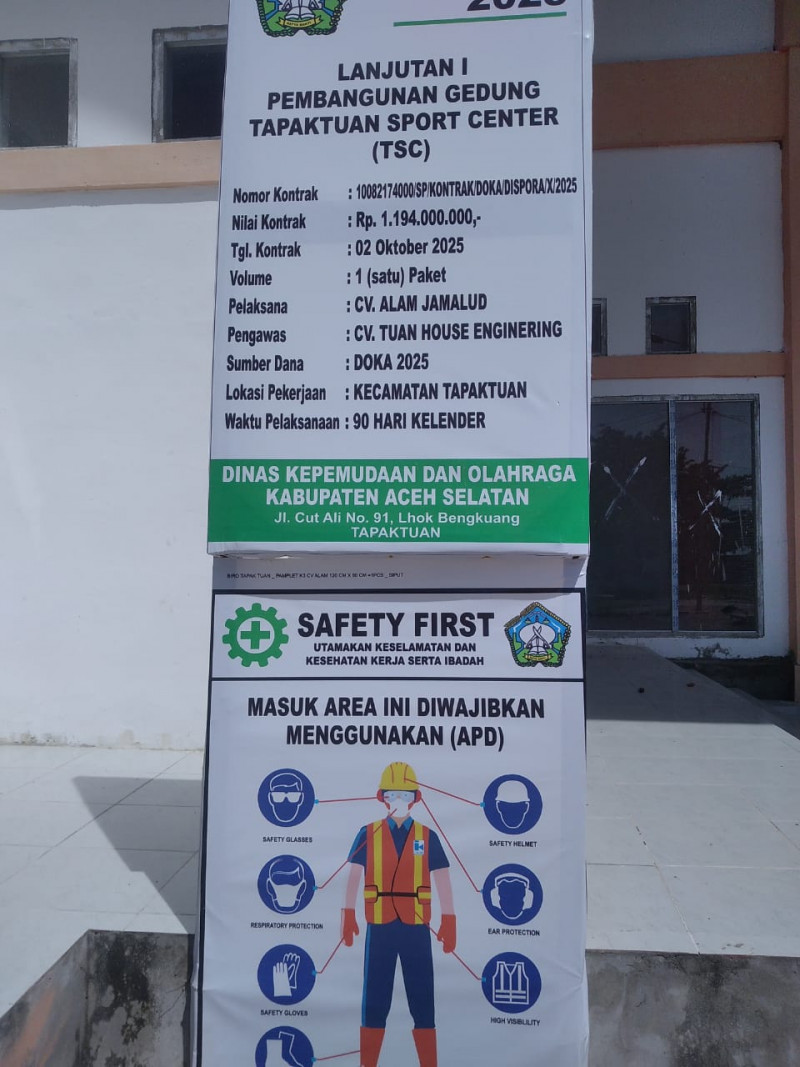 2025
LANJUTAN I
PEMBANGUNAN GEDUNG
TAPAKTUAN SPORT CENTER
(TSC)
Nomor Kontrak : 10082174000/SP/KONTRAK/DOKA/DISPORA/X/2025
Nilai Kontrak : Rp. 1.194.000.000,-
Tgl. Kontrak : 02 Oktober 2025
Volume : 1 (satu) Paket
Pelaksana : CV. ALAM JAMALUD
Pengawas : CV. TUAN HOUSE ENGINERING
Sumber Dana : DOKA 2025
Lokasi Pekerjaan : KECAMATAN TAPAKTUAN
Waktu Pelaksanaan : 90 HARI KELENDER
DINAS KEPEMUDAAN DAN OLAHRAGA
KABUPATEN ACEH SELATAN
Jl. Cut Ali No. 91, Lhok Bengkuang
TAPAKTUAN
SAFETY FIRST
UTAMAKAN KESELAMATAN DAN
KESEHATAN KERJA SERTA IBADAH
MASUK AREA INI DIWAJIBKAN
MENGGUNAKAN (APD)
SAFETY GLASSES
SAFETY HELMET
RESPIRATORY PROTECTION
EAR PROTECTION
SAFETY GLOVES
HIGH VISIBLILITY